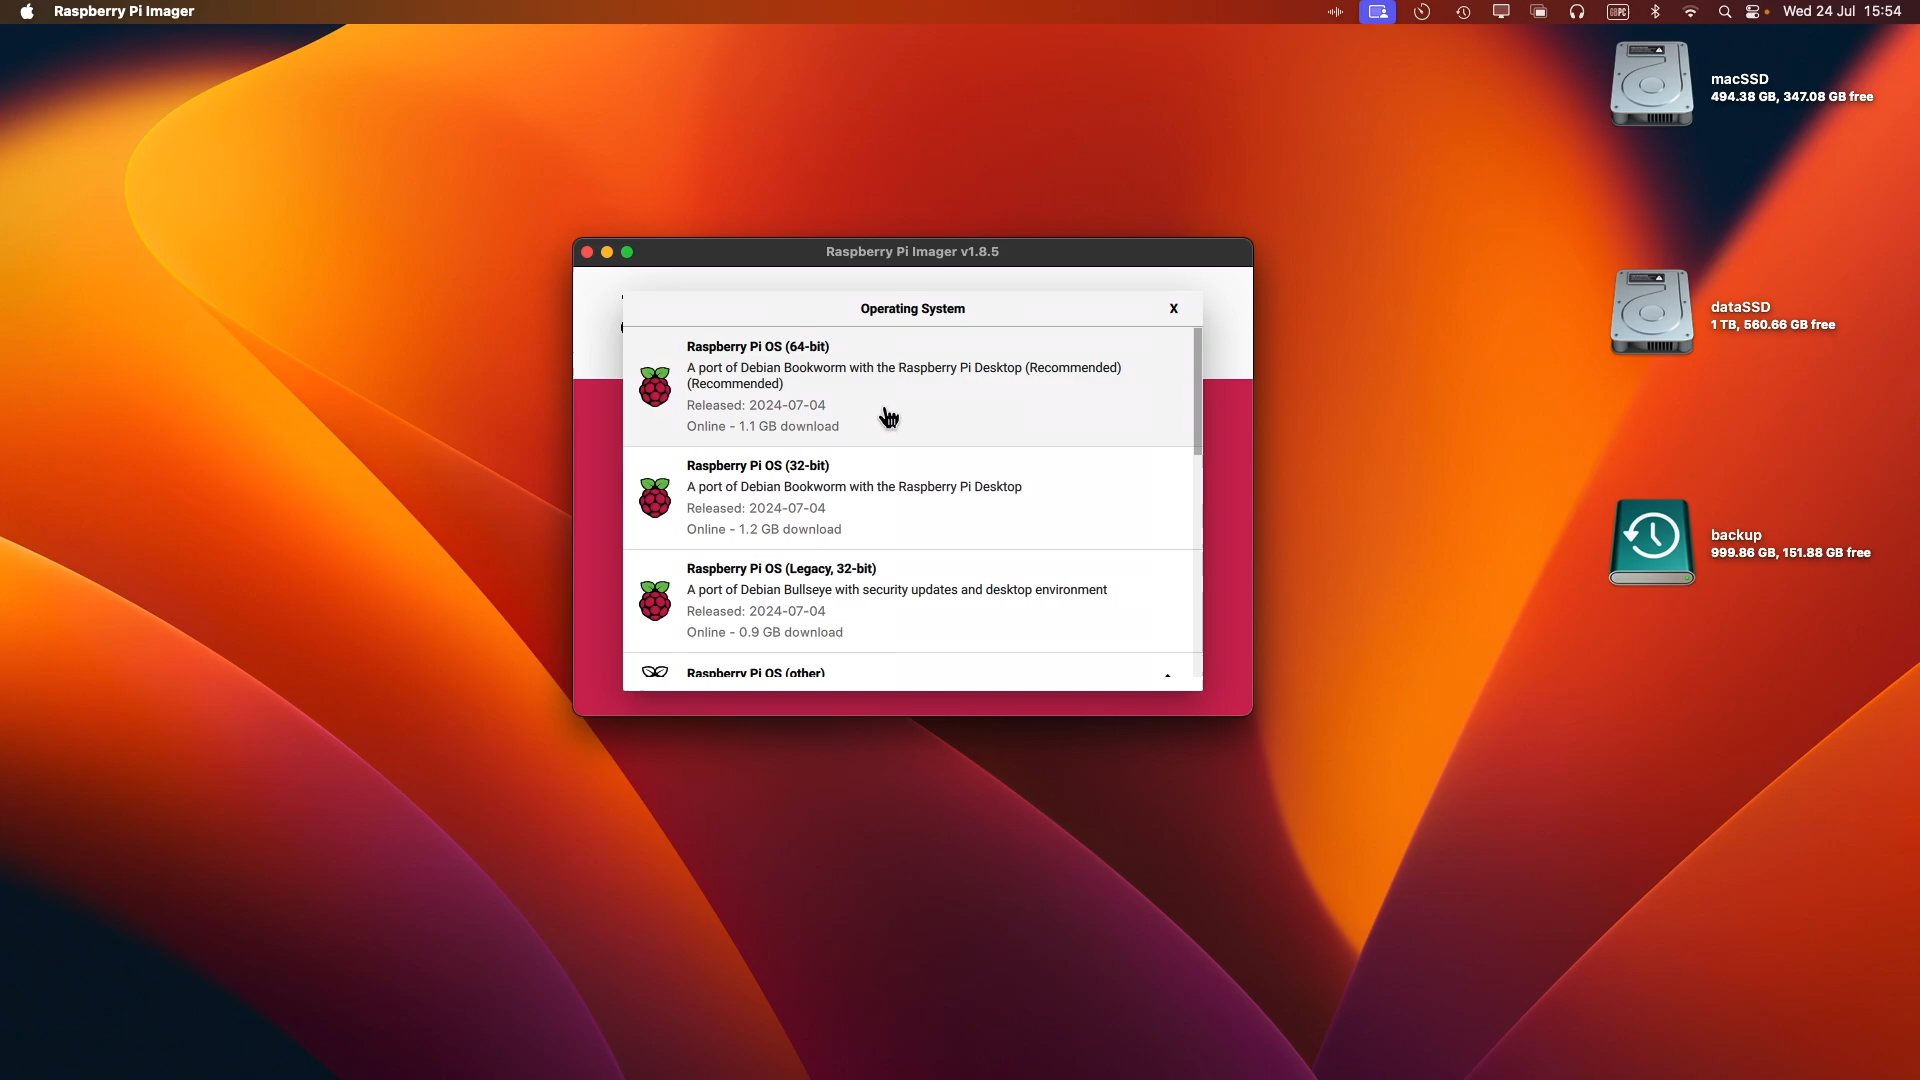 Raspberry Pi Imager
Wed 24 Jul 15:54
macSSD
494.38 GB, 347.08 GB free
dataSSD
1 TB, 560.66 GB free
backup
999.86 GB, 151.88 GB free
Raspberry Pi Imager v1.8.5
Operating System
X
Raspberry Pi OS (64-bit)
A port of Debian Bookworm with the Raspberry Pi Desktop (Recommended)
(Recommended)
Released: 2024-07-04
Online - 1.1 GB download
Raspberry Pi OS (32-bit)
A port of Debian Bookworm with the Raspberry Pi Desktop
Released: 2024-07-04
Online - 1.2 GB download
Raspberry Pi OS (Legacy, 32-bit)
A port of Debian Bullseye with security updates and desktop environment
Released: 2024-07-04
Online - 0.9 GB download
Raspberry Pi OS (other)